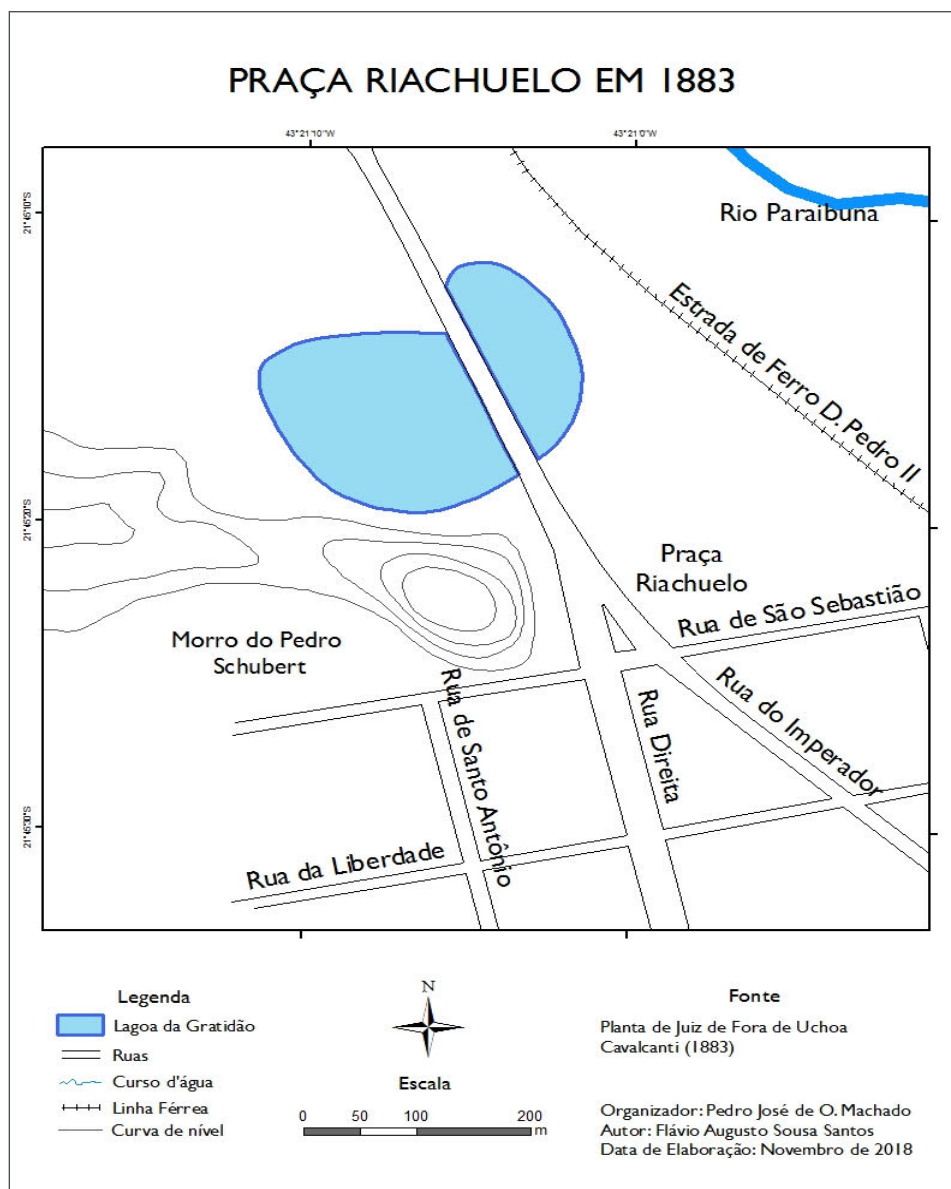 PRAÇA RIACHUELO EM 1883
43°21'10"W
43°21'0"W
21°45'10"S
Rio Paraibuna
Estrada de Ferro D. Pedro II
21°45'20"S
Praça
Riachuelo
Rua de São Sebastião
Morro do Pedro
Schubert
Rua de Santo Antônio
Rua Direita
Rua do Imperador
21°45'30"S
Rua da Liberdade
Legenda
Lagoa da Gratidão
Ruas
Curso d'água
Linha Férrea
Curva de nível
N
Escala
0 50 100 200
m
Fonte
Planta de Juiz de Fora de Uchoa
Cavalcanti (1883)
Organizador: Pedro José de O. Machado
Autor: Flávio Augusto Sousa Santos
Data de Elaboração: Novembro de 2018